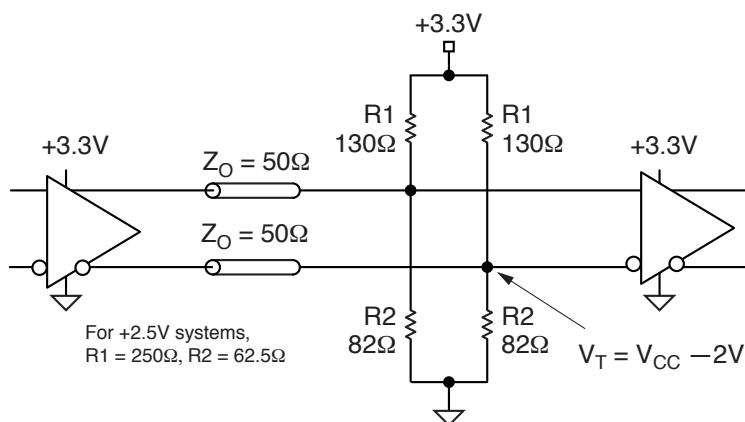 +3.3V
R1
130Ω
R1
130Ω
+3.3V
Z_O = 50Ω
+3.3V
Z_O = 50Ω
R2
82Ω
R2
82Ω
For +2.5V systems,
R1 = 250Ω, R2 = 62.5Ω
V_T = V_CC —2V